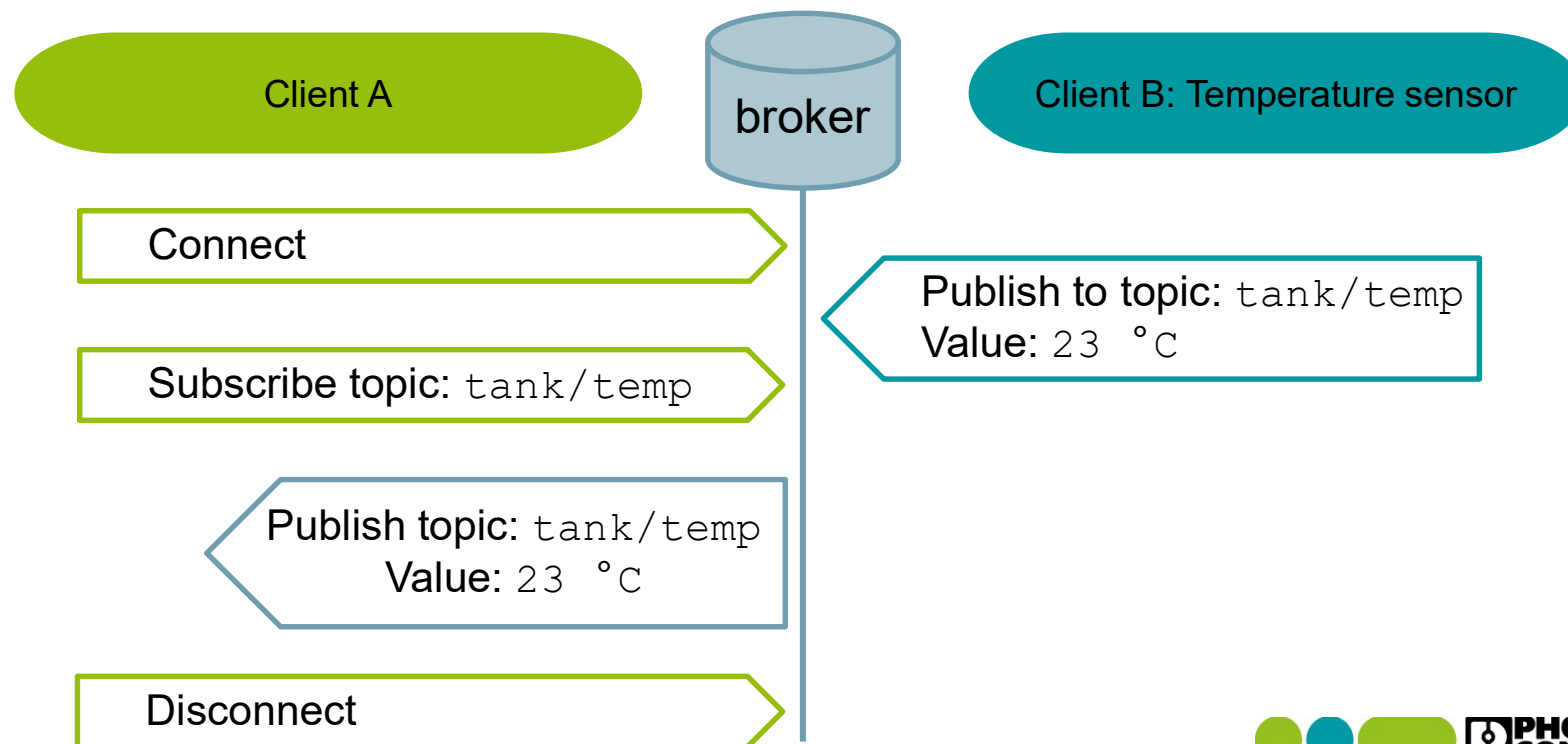 Client A
broker
Client B: Temperature sensor
Connect
Publish to topic: tank/temp
Value: 23 °C
Subscribe topic: tank/temp
Publish topic: tank/temp
Value: 23 °C
Disconnect